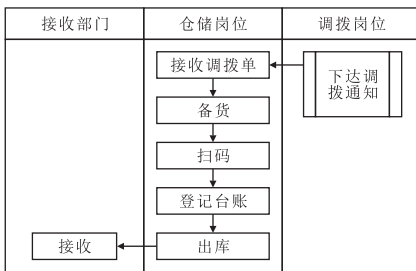 接收部门
仓储岗位
调拨岗位
接收调拨单
下达调
拨通知
备货
扫码
登记台账
接收
出库